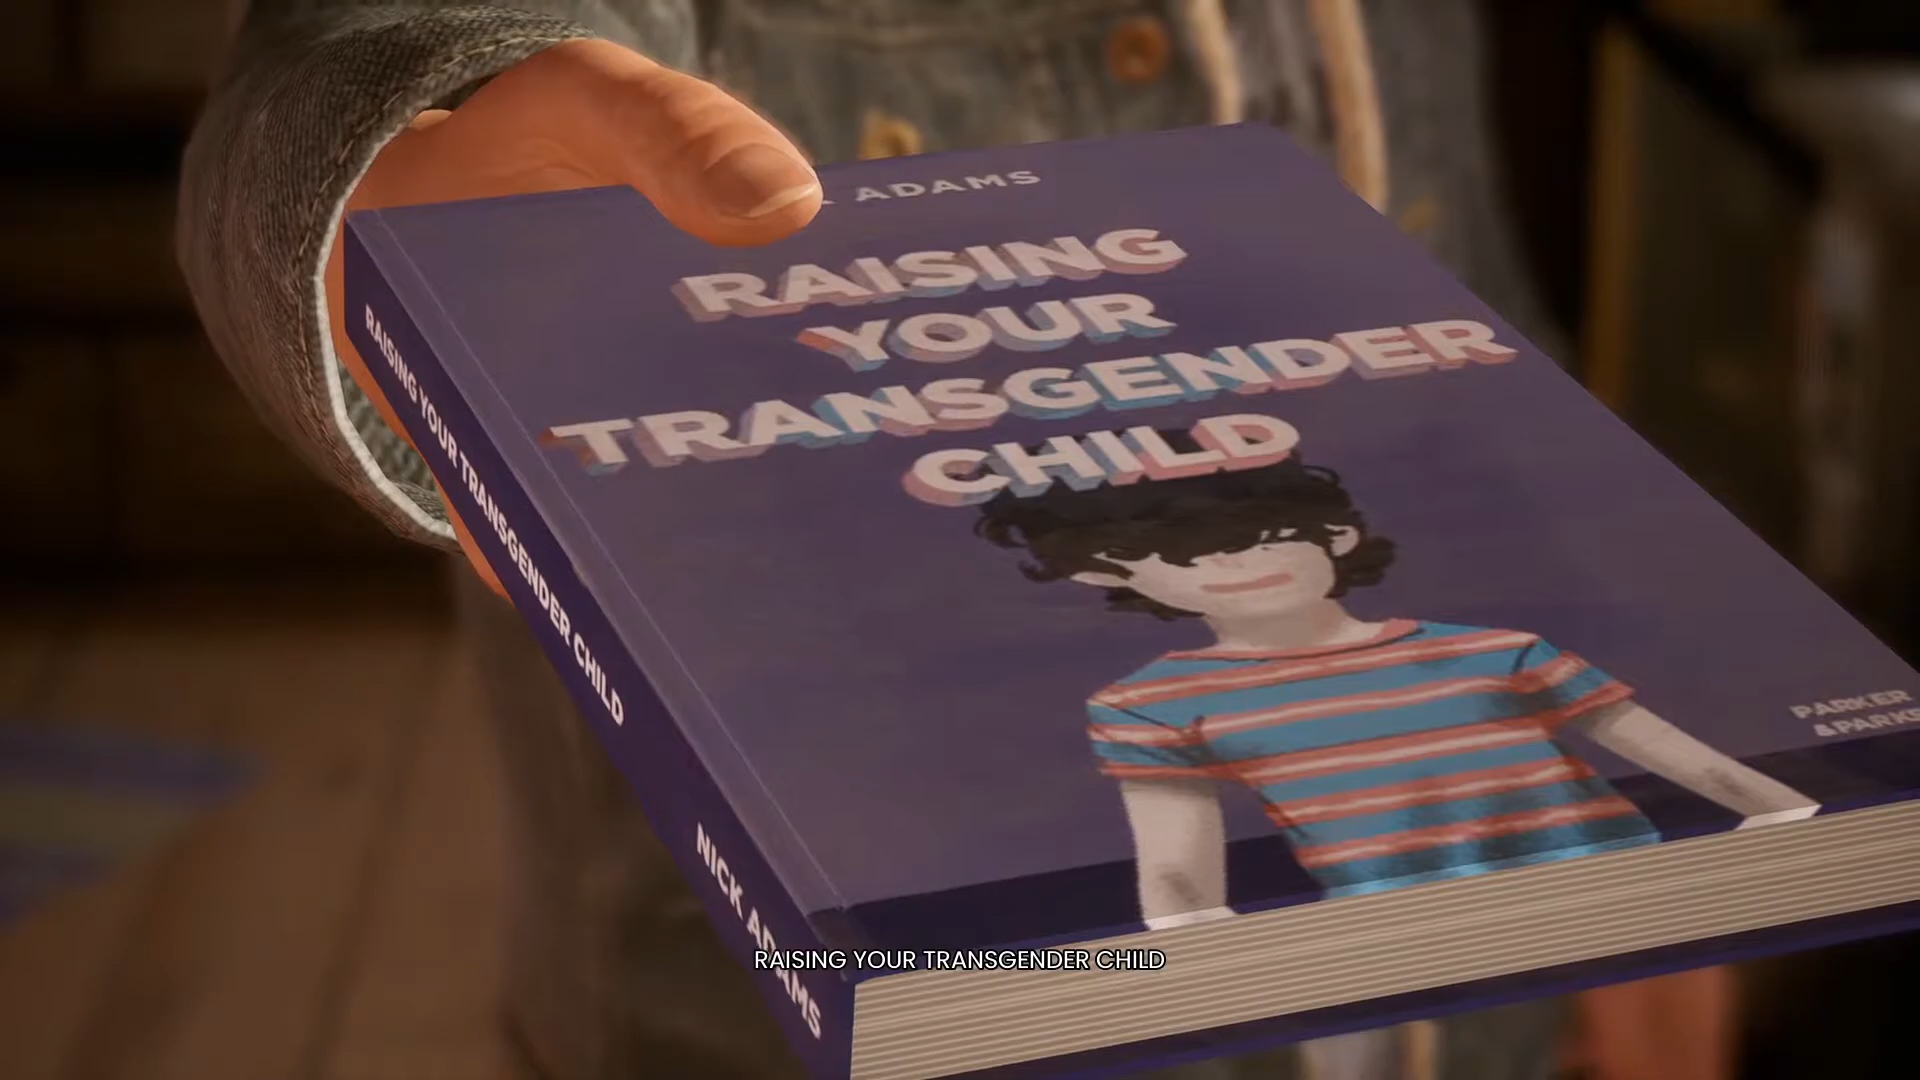 ADAMS
RAISING
YOUR
TRANSGENDER
CHILD
PARKER
RAISING YOUR TRANSGENDER CHILD
NICK ADAMS
RAISING YOUR TRANSGENDER CHILD